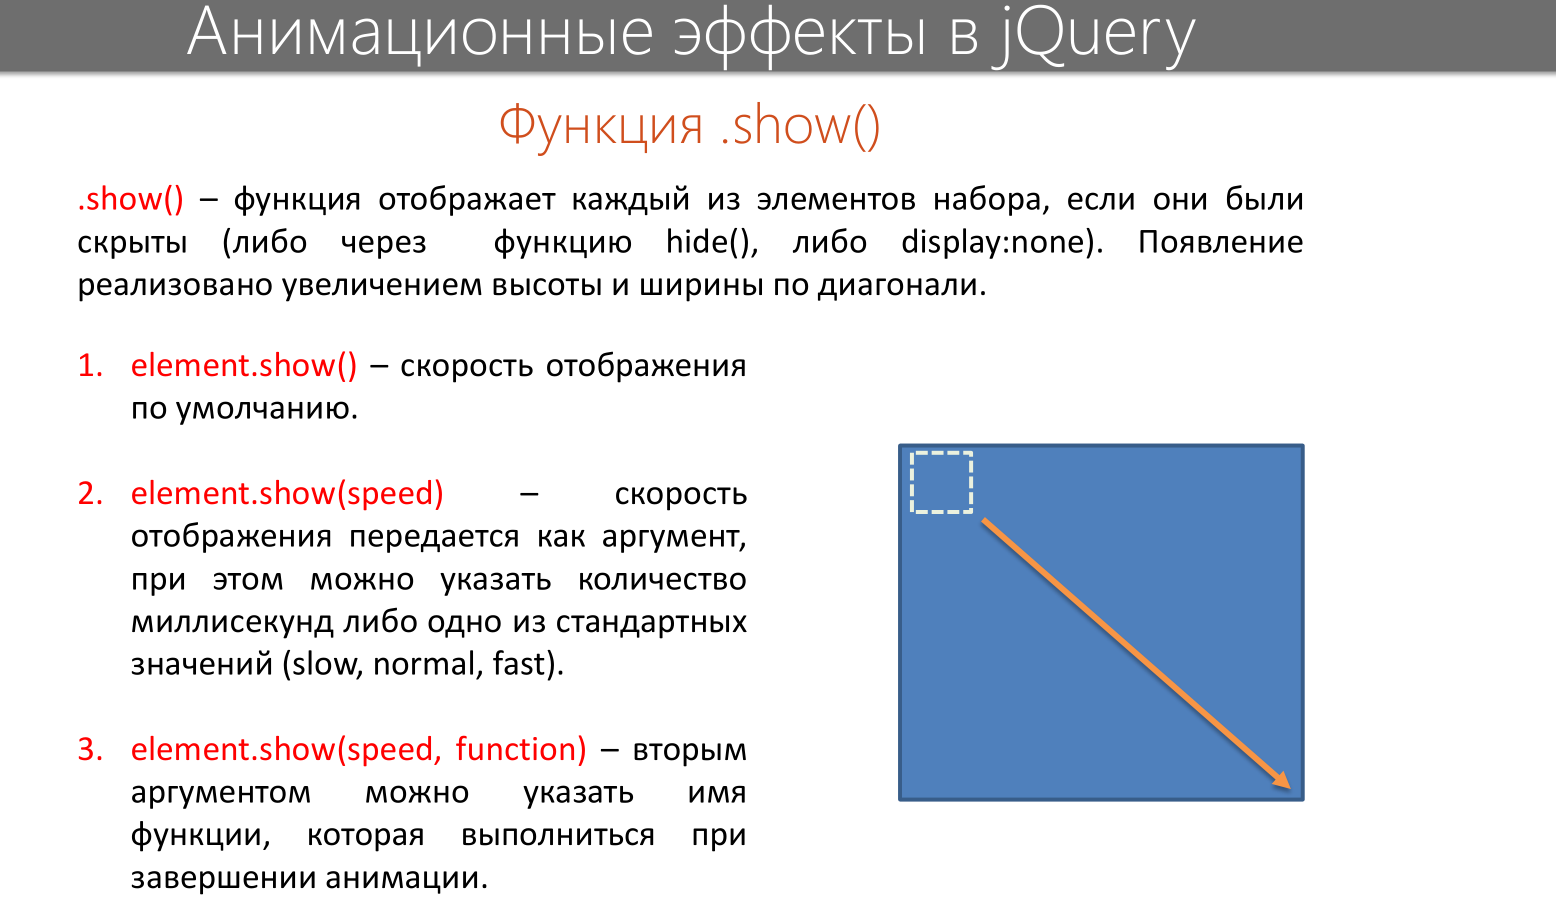 Анимационные эффекты в jQuery
Функция .show()
.show() – функция отображает каждый из элементов набора, если они были
скрыты (либо через функцию hide(), либо display:none). Появление
реализовано увеличением высоты и ширины по диагонали.
1. element.show() – скорость отображения
по умолчанию.
2. element.show(speed) – скорость
отображения передается как аргумент,
при этом можно указать количество
миллисекунд либо одно из стандартных
значений (slow, normal, fast).
3. element.show(speed, function) – вторым
аргументом можно указать имя
функции, которая выполниться при
завершении анимации.